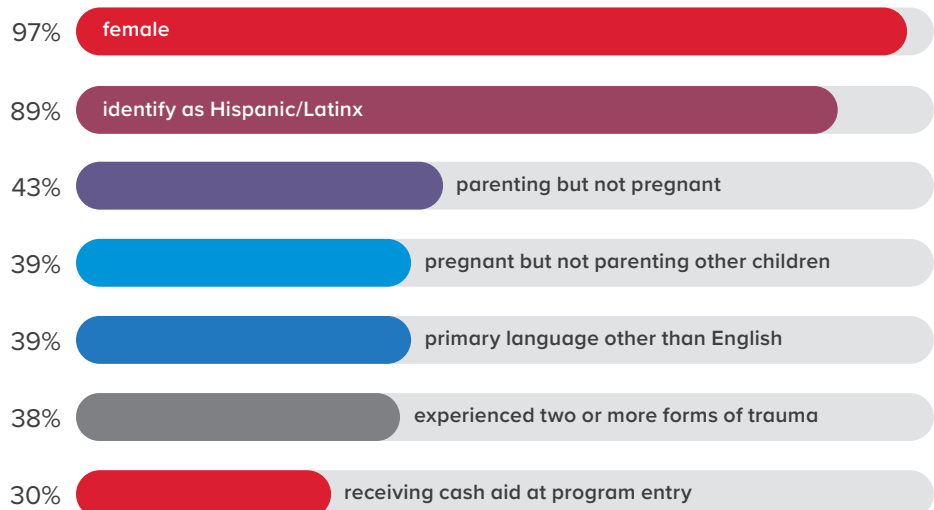 97% female
89% identify as Hispanic/Latinx
43% parenting but not pregnant
39% pregnant but not parenting other children
39% primary language other than English
38% experienced two or more forms of trauma
30% receiving cash aid at program entry